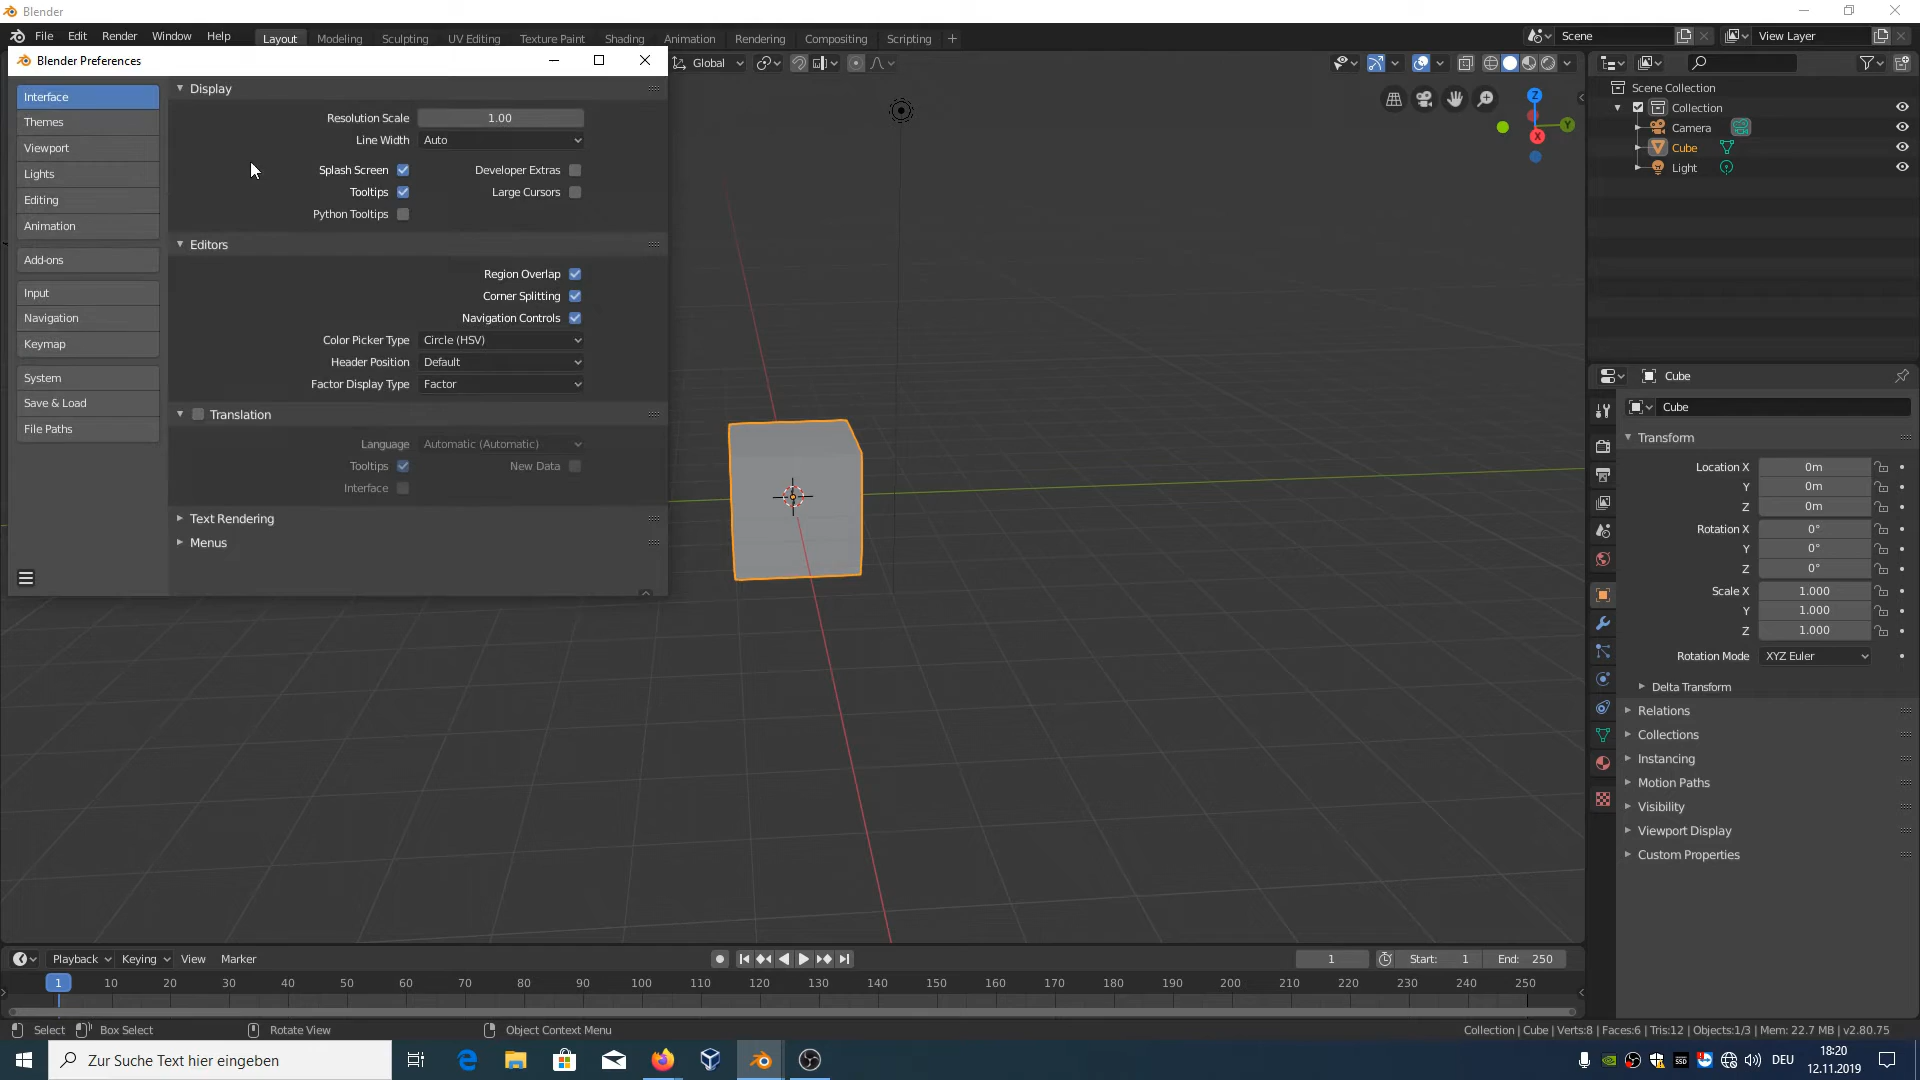 Blender
File Edit Render Window Help Layout Modeling Sculpting UV Editing Texture Paint Shading Animation Rendering Compositing Scripting + Scene View Layer
Blender Preferences
Global
Interface
Themes
Viewport
Lights
Editing
Animation
Add-ons
Input
Navigation
Keymap
System
Save & Load
File Paths
Display
Resolution Scale 1.00
Line Width Auto
Splash Screen Developer Extras
Tooltips Large Cursors
Python Tooltips
Editors
Region Overlap
Corner Splitting
Navigation Controls
Color Picker Type Circle (HSV)
Header Position Default
Factor Display Type Factor
Translation
Language Automatic (Automatic)
Tooltips New Data
Interface
Text Rendering
Menus
Z
Y
X
Scene Collection
Collection
Camera
Cube
Light
Cube
Cube
Transform
Location X 0m
Y 0m
Z 0m
Rotation X 0°
Y 0°
Z 0°
Scale X 1.000
Y 1.000
Z 1.000
Rotation Mode XYZ Euler
Delta Transform
Relations
Collections
Instancing
Motion Paths
Visibility
Viewport Display
Custom Properties
Playback Keying View Marker 1 Start: 1 End: 250
1 10 20 30 40 50 60 70 80 90 100 110 120 130 140 150 160 170 180 190 200 210 220 230 240 250
Select Box Select Rotate View Object Context Menu Collection | Cube | Verts:8 | Faces:6 | Tris:12 | Objects:1/3 | Mem: 22.7 MB | v2.80.75
Zur Suche Text hier eingeben SSD DEU 18:20
12.11.2019